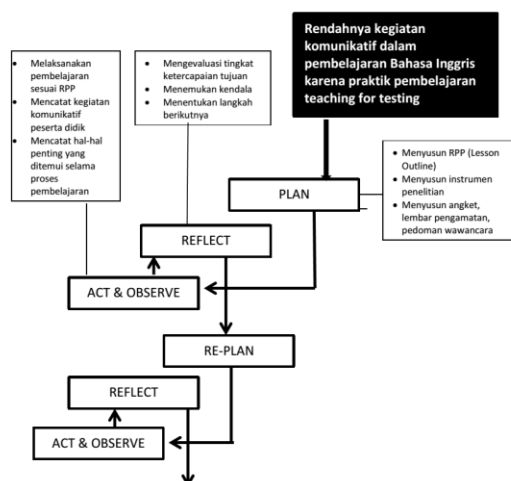 Rendahnya kegiatan
komunikatif dalam
pembelajaran Bahasa Inggris
karena praktik pembelajaran
teaching for testing
• Melaksanakan
pembelajaran
sesuai RPP
• Mencatat kegiatan
komunikatif
peserta didik
• Mencatat hal-hal
penting yang
ditemui selama
proses
pembelajaran
• Mengevaluasi tingkat
ketercapaian tujuan
• Menemukan kendala
• Menentukan langkah
berikutnya
• Menyusun RPP (Lesson
Outline)
• Menyusun instrumen
penelitian
• Menyusun angket,
lembar pengamatan,
pedoman wawancara
PLAN
REFLECT
ACT & OBSERVE
RE-PLAN
REFLECT
ACT & OBSERVE